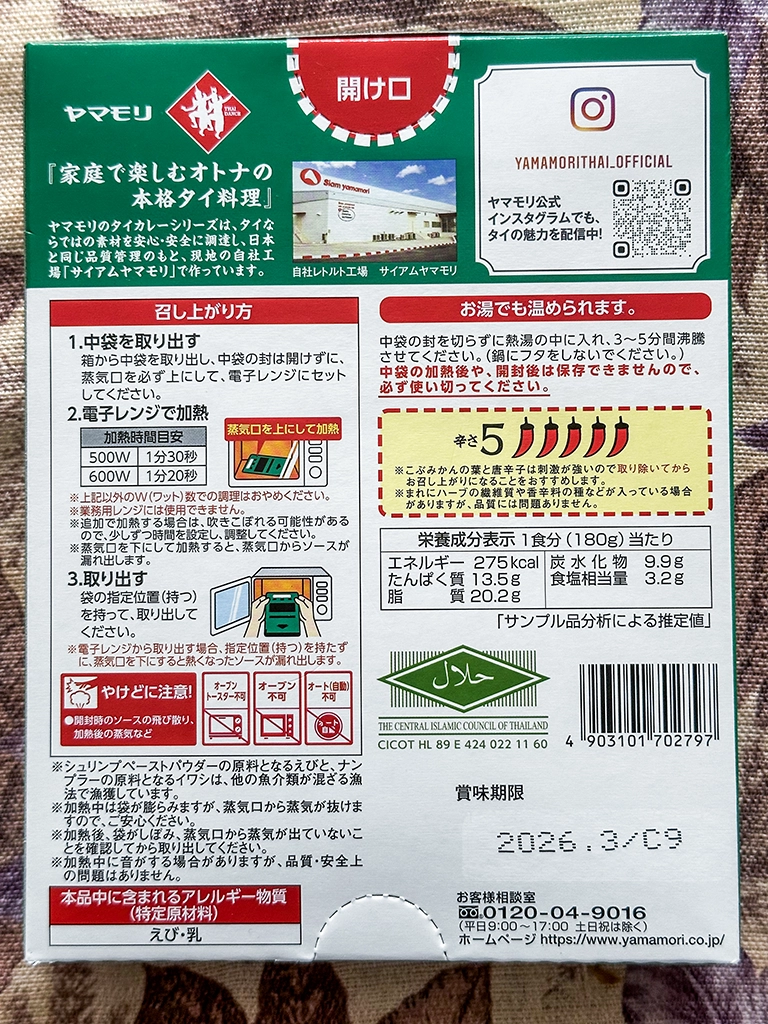 開け口
ヤマモリ
THAI
DANCE
『家庭で楽しむオトナの
本格タイ料理』
ヤマモリのタイカレーシリーズは、タイな
らではの素材を安心・安全に調達し、日本
と同じ品質管理のもと、現地の自社工
場「サイアムヤマモリ」で作っています。
Siam yamamori
自社レトルト工場 サイアムヤマモリ
YAMAMORITHAI_OFFICIAL
ヤマモリ公式
インスタグラムでも、
タイの魅力を配信中!
召し上がり方
1.中袋を取り出す
箱から中袋を取り出し、中袋の封は開けずに、
蒸気口を必ず上にして、電子レンジにセット
してください。
2.電子レンジで加熱
加熱時間目安
500W 1分30秒
600W 1分20秒
蒸気口を上にして加熱
※上記以外のW(ワット)数での調理はおやめください。
※業務用レンジには使用できません。
※追加で加熱する場合は、吹きこぼれる可能性がある
ので、少しずつ時間を設定し、調整してください。
※蒸気口を下にして加熱すると、蒸気口からソースが
漏れ出します。
3.取り出す
袋の指定位置(持つ)
を持って、取り出して
ください。
※電子レンジから取り出す場合、指定位置(持つ)を持たず
に、蒸気口を下にすると熱くなったソースが漏れ出します。
やけどに注意!
●開封時のソースの飛び散り、
加熱後の蒸気など
オーブン
トースター
不可
オーブン
不可
オート(自動)
不可
オート
※シュリンプペーストパウダーの原料となるえびと、ナン
プラーの原料となるイワシは、他の魚介類が混ざる漁
法で漁獲しています。
※加熱中は袋が膨らみますが、蒸気口から蒸気が抜けま
すので、ご安心ください。
※加熱後、袋がしぼみ、蒸気口から蒸気が出ていないこ
とを確認してから取り出してください。
※加熱中に音がする場合がありますが、品質・安全上
の問題はありません。
本品中に含まれるアレルギー物質
(特定原材料)
えび・乳
お湯でも温められます。
中袋の封を切らずに熱湯の中に入れ、3〜5分間沸騰
させてください。(鍋にフタをしないでください。)
中袋の加熱後や、開封後は保存できませんので、
必ず使い切ってください。
辛さ5
※こぶみかんの葉と唐辛子は刺激が強いので取り除いてから
お召し上がりになることをおすすめします。
※まれにハーブの繊維質や香辛料の種などが入っている場合
がありますが、品質には問題ありません。
栄養成分表示 1食分(180g)当たり
エネルギー 275kcal 炭水化物 9.9g
たんぱく質 13.5g 食塩相当量 3.2g
脂質 20.2g
「サンプル品分析による推定値」
حلال
THE CENTRAL ISLAMIC COUNCIL OF THAILAND
CICOT HL 89 E 424 022 11 60
4 903101 702797
賞味期限
2026.3/C9
お客様相談室
0120-04-9016
(平日9:00〜17:00 土日祝は除く)
ホームページ https://www.yamamori.co.jp/